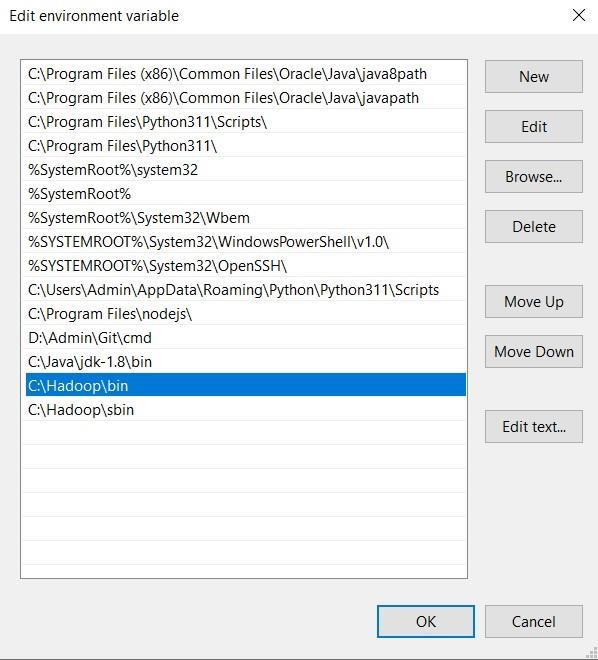 Edit environment variable
C:\Program Files (x86)\Common Files\Oracle\Java\java8path
New
C:\Program Files (x86)\Common Files\Oracle\Java\javapath
C:\Program Files\Python311\Scripts\
Edit
C:\Program Files\Python311\
%SystemRoot%\system32
Browse...
%SystemRoot%
%SystemRoot%\System32\Wbem
Delete
%SYSTEMROOT%\System32\WindowsPowerShell\v1.0\
%SYSTEMROOT%\System32\OpenSSH\
C:\Users\Admin\AppData\Roaming\Python\Python311\Scripts
Move Up
C:\Program Files\nodejs\
D:\Admin\Git\cmd
Move Down
C:\Java\jdk-1.8\bin
C:\Hadoop\bin
C:\Hadoop\sbin
Edit text...
OK
Cancel